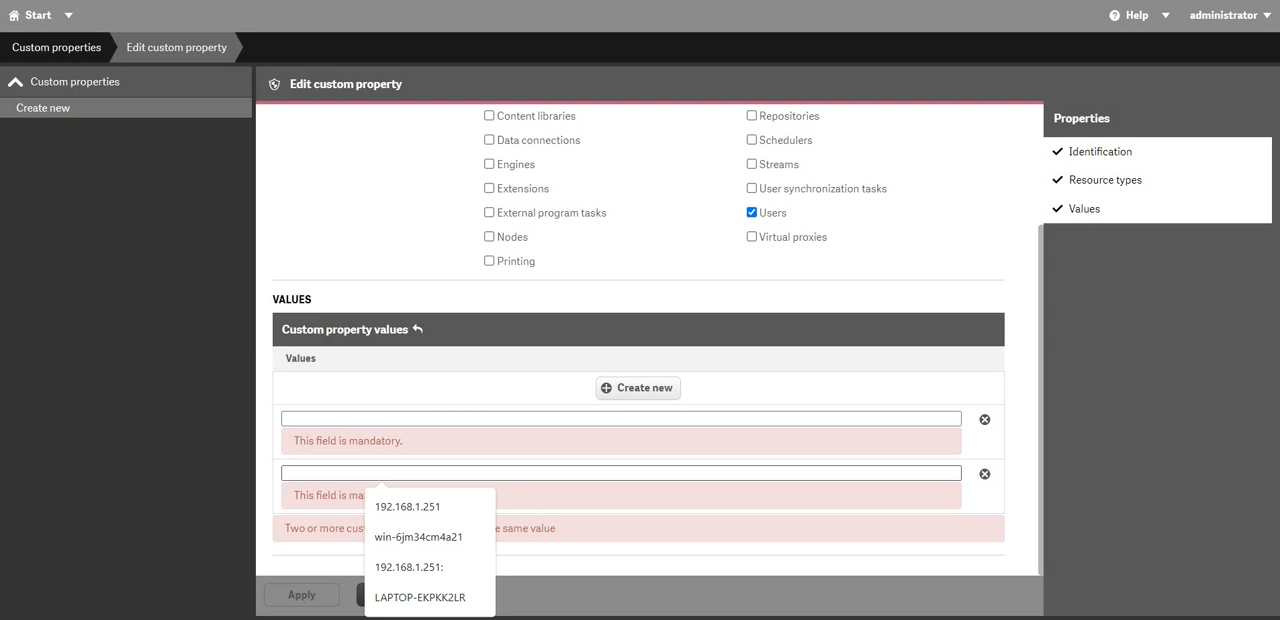 Start
Help
administrator
Custom properties
Edit custom property
Custom properties
Create new
Edit custom property
Content libraries
Repositories
Data connections
Schedulers
Engines
Streams
Extensions
User synchronization tasks
External program tasks
Users
Nodes
Virtual proxies
Printing
Properties
Identification
Resource types
Values
VALUES
Custom property values
Values
Create new
This field is mandatory.
This field is ma
Two or more cus
e same value
192.168.1.251
win-6jm34cm4a21
192.168.1.251:
LAPTOP-EKPKK2LR
Apply